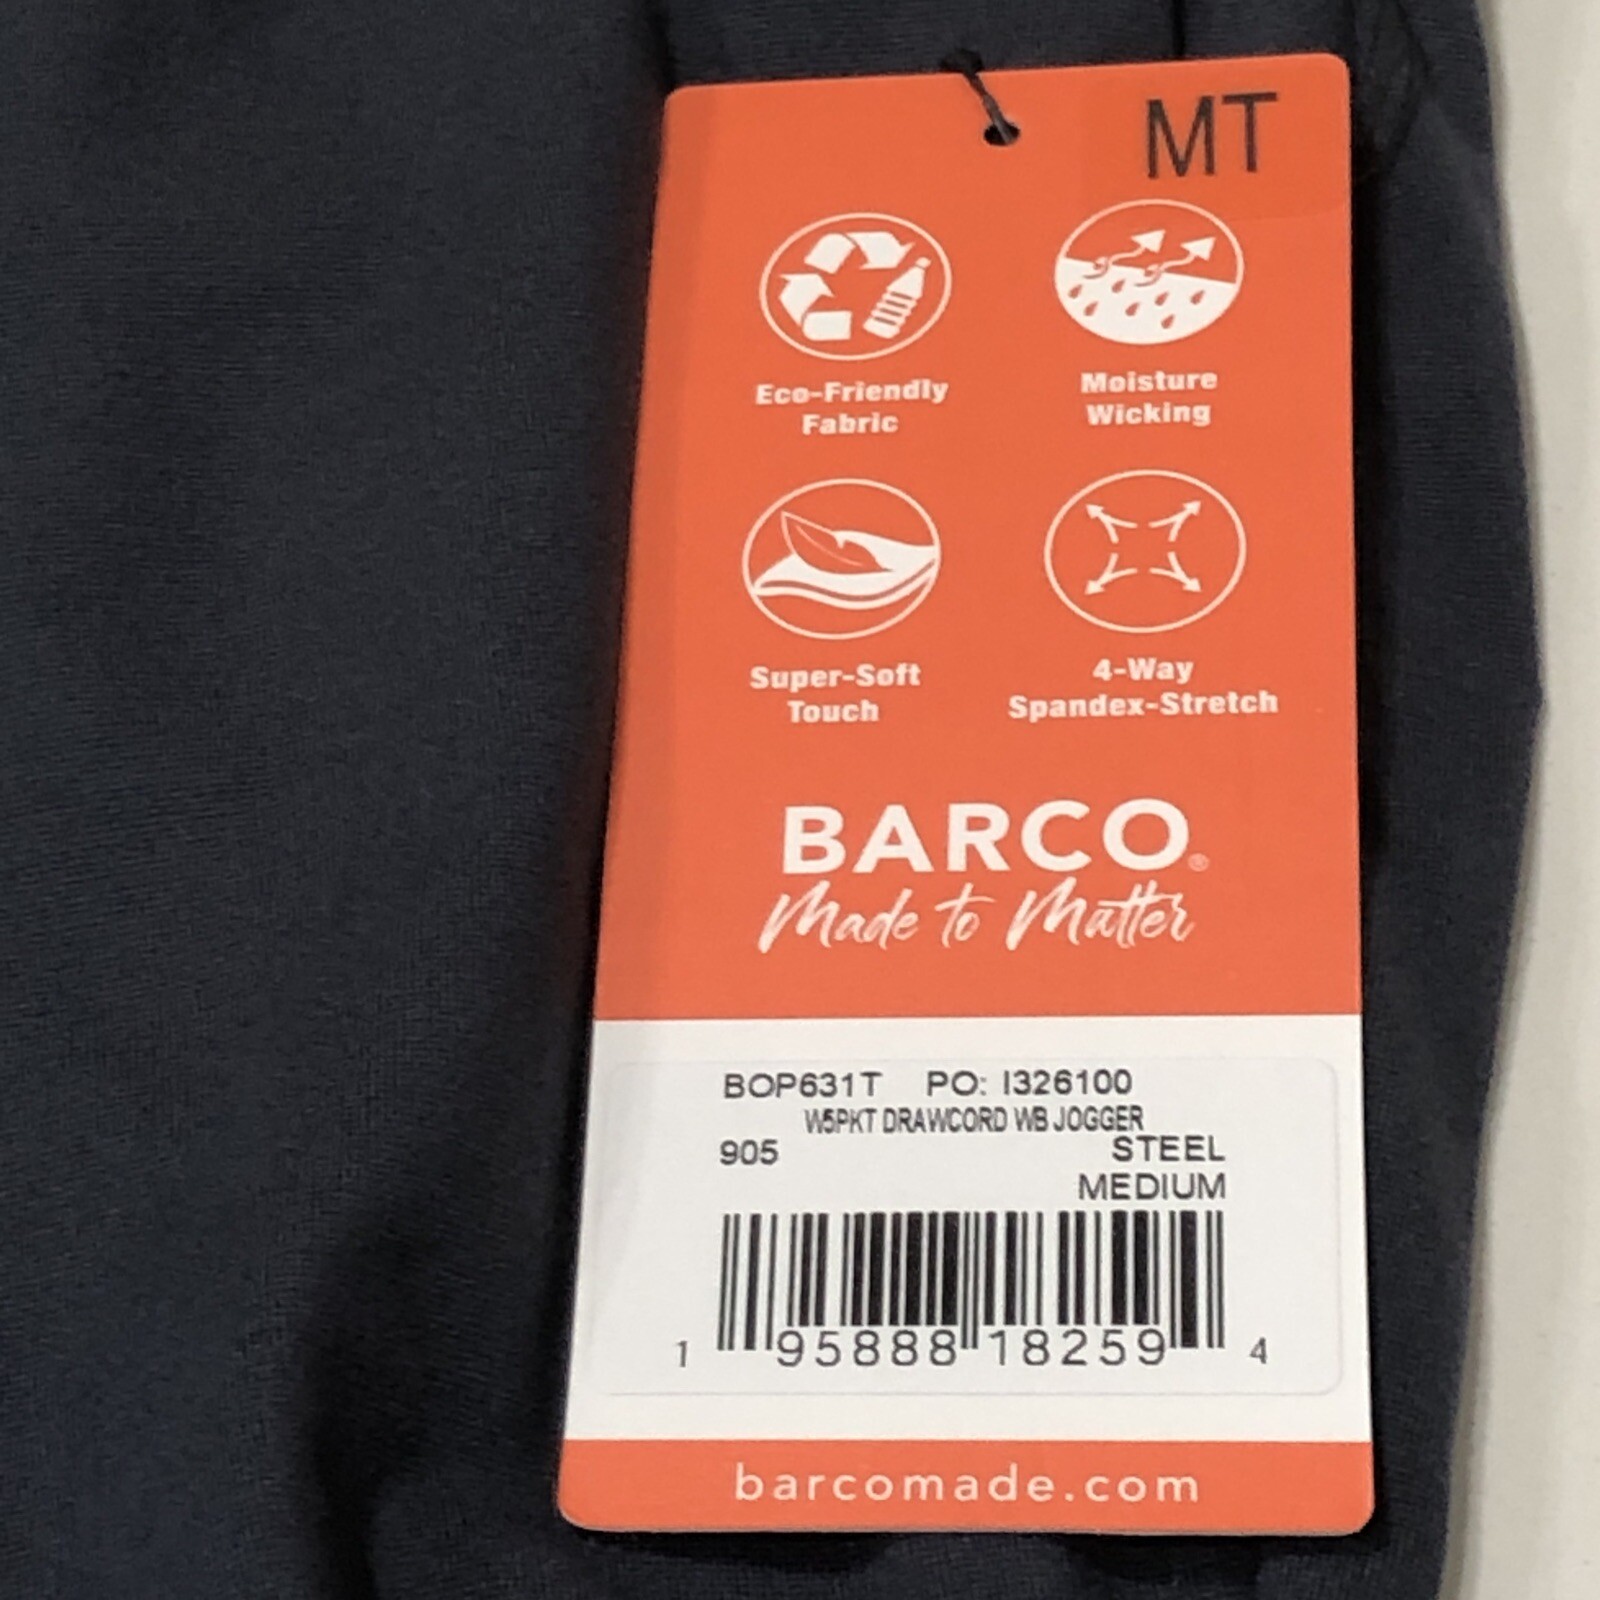 MT
Eco-Friendly
Fabric
Moisture
Wicking
Super-Soft
Touch
4-Way
Spandex-Stretch
BARCO®
Made to Matter
BOP631T PO: I326100
W5PKT DRAWCORD WB JOGGER
905 STEEL
MEDIUM
1 95888 18259 4
barcomade.com